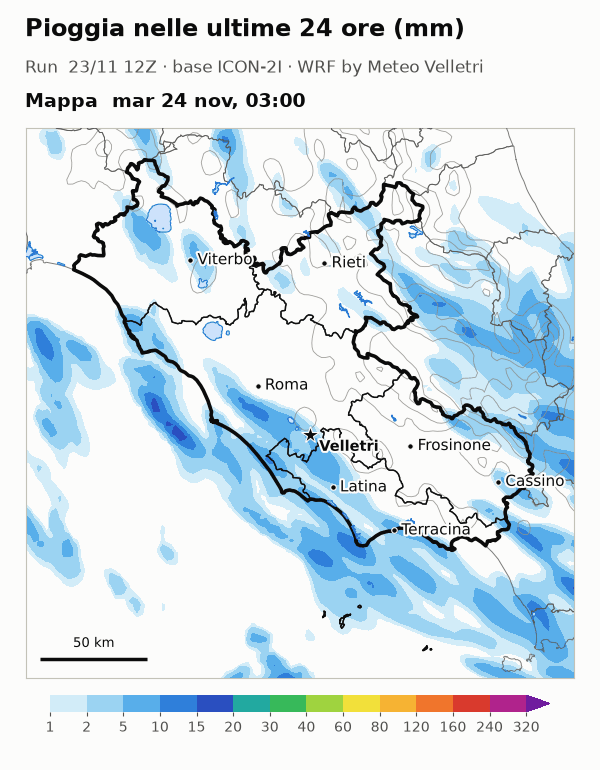 Pioggia nelle ultime 24 ore (mm)
Run  23/11 12Z · base ICON-2I · WRF by Meteo Velletri
Mappa  mar 24 nov, 03:00
Viterbo
Rieti
Roma
Velletri
Frosinone
Latina
Cassino
Terracina
50 km
1 2 5 10 15 20 30 40 60 80 120 160 240 320